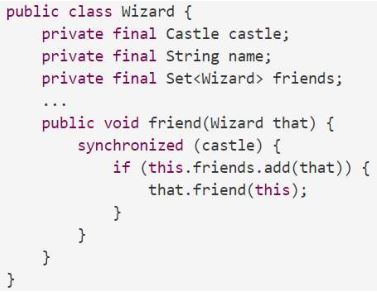 public class Wizard {
    private final Castle castle;
    private final String name;
    private final Set<Wizard> friends;
    ...
    public void friend(Wizard that) {
        synchronized (castle) {
            if (this.friends.add(that)) {
                that.friend(this);
            }
        }
    }
}